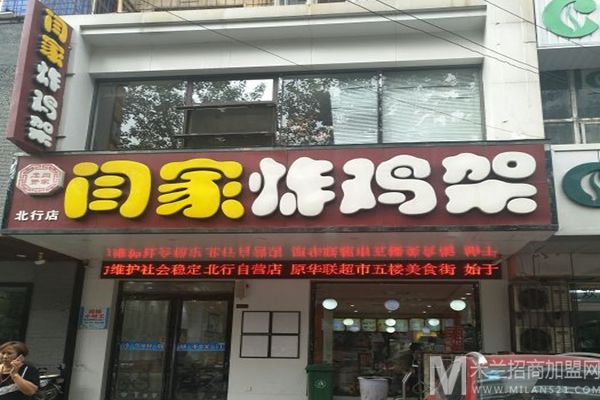 闫家炸鸡架
北行店
闫家炸鸡架
维护社会稳定 北行自营店 原华联超市五楼美食街 始于
M 米兰招商加盟网
WWW.MILAN521.COM